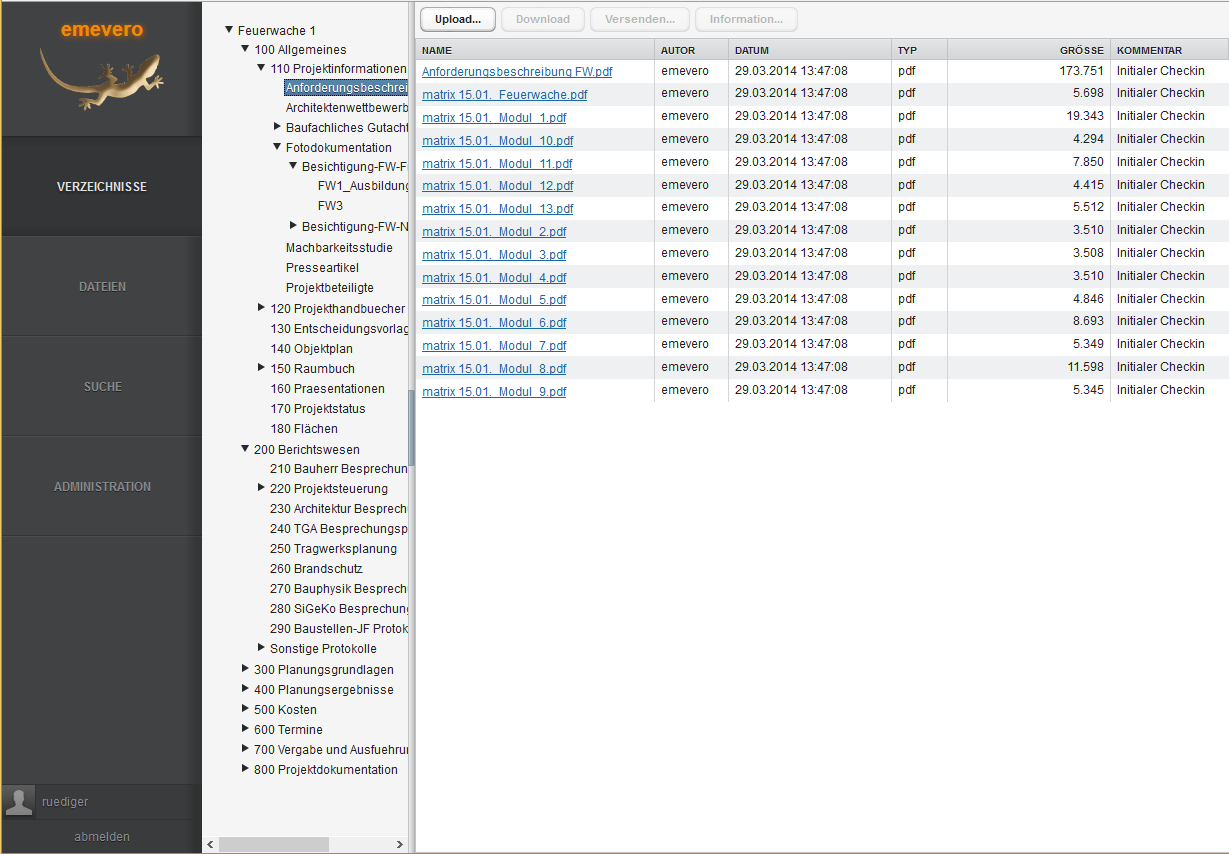 emevero
VERZEICHNISSE
DATEIEN
SUCHE
ADMINISTRATION
ruediger
abmelden
Feuerwache 1
100 Allgemeines
110 Projektinformationen
Anforderungsbeschrei
Architektenwettbewerb
Baufachliches Gutacht
Fotodokumentation
Besichtigung-FW-F
FW1_Ausbildung
FW3
Besichtigung-FW-N
Machbarkeitsstudie
Presseartikel
Projektbeteiligte
120 Projekthandbuecher
130 Entscheidungsvorlag
140 Objektplan
150 Raumbuch
160 Praesentationen
170 Projektstatus
180 Flächen
200 Berichtswesen
210 Bauherr Besprechun
220 Projektsteuerung
230 Architektur Besprech
240 TGA Besprechungsp
250 Tragwerksplanung
260 Brandschutz
270 Bauphysik Besprech
280 SiGeKo Besprechung
290 Baustellen-JF Protok
Sonstige Protokolle
300 Planungsgrundlagen
400 Planungsergebnisse
500 Kosten
600 Termine
700 Vergabe und Ausfuehru
800 Projektdokumentation
Upload... Download Versenden... Information...
NAME AUTOR DATUM TYP GRÖSSE KOMMENTAR
Anforderungsbeschreibung FW.pdf emevero 29.03.2014 13:47:08 pdf 173.751 Initialer Checkin
matrix 15.01._Feuerwache.pdf emevero 29.03.2014 13:47:08 pdf 5.698 Initialer Checkin
matrix 15.01._Modul_1.pdf emevero 29.03.2014 13:47:08 pdf 19.343 Initialer Checkin
matrix 15.01._Modul_10.pdf emevero 29.03.2014 13:47:08 pdf 4.294 Initialer Checkin
matrix 15.01._Modul_11.pdf emevero 29.03.2014 13:47:08 pdf 7.850 Initialer Checkin
matrix 15.01._Modul_12.pdf emevero 29.03.2014 13:47:08 pdf 4.415 Initialer Checkin
matrix 15.01._Modul_13.pdf emevero 29.03.2014 13:47:08 pdf 5.512 Initialer Checkin
matrix 15.01._Modul_2.pdf emevero 29.03.2014 13:47:08 pdf 3.510 Initialer Checkin
matrix 15.01._Modul_3.pdf emevero 29.03.2014 13:47:08 pdf 3.508 Initialer Checkin
matrix 15.01._Modul_4.pdf emevero 29.03.2014 13:47:08 pdf 3.510 Initialer Checkin
matrix 15.01._Modul_5.pdf emevero 29.03.2014 13:47:08 pdf 4.846 Initialer Checkin
matrix 15.01._Modul_6.pdf emevero 29.03.2014 13:47:08 pdf 8.693 Initialer Checkin
matrix 15.01._Modul_7.pdf emevero 29.03.2014 13:47:08 pdf 5.349 Initialer Checkin
matrix 15.01._Modul_8.pdf emevero 29.03.2014 13:47:08 pdf 11.598 Initialer Checkin
matrix 15.01._Modul_9.pdf emevero 29.03.2014 13:47:08 pdf 5.345 Initialer Checkin